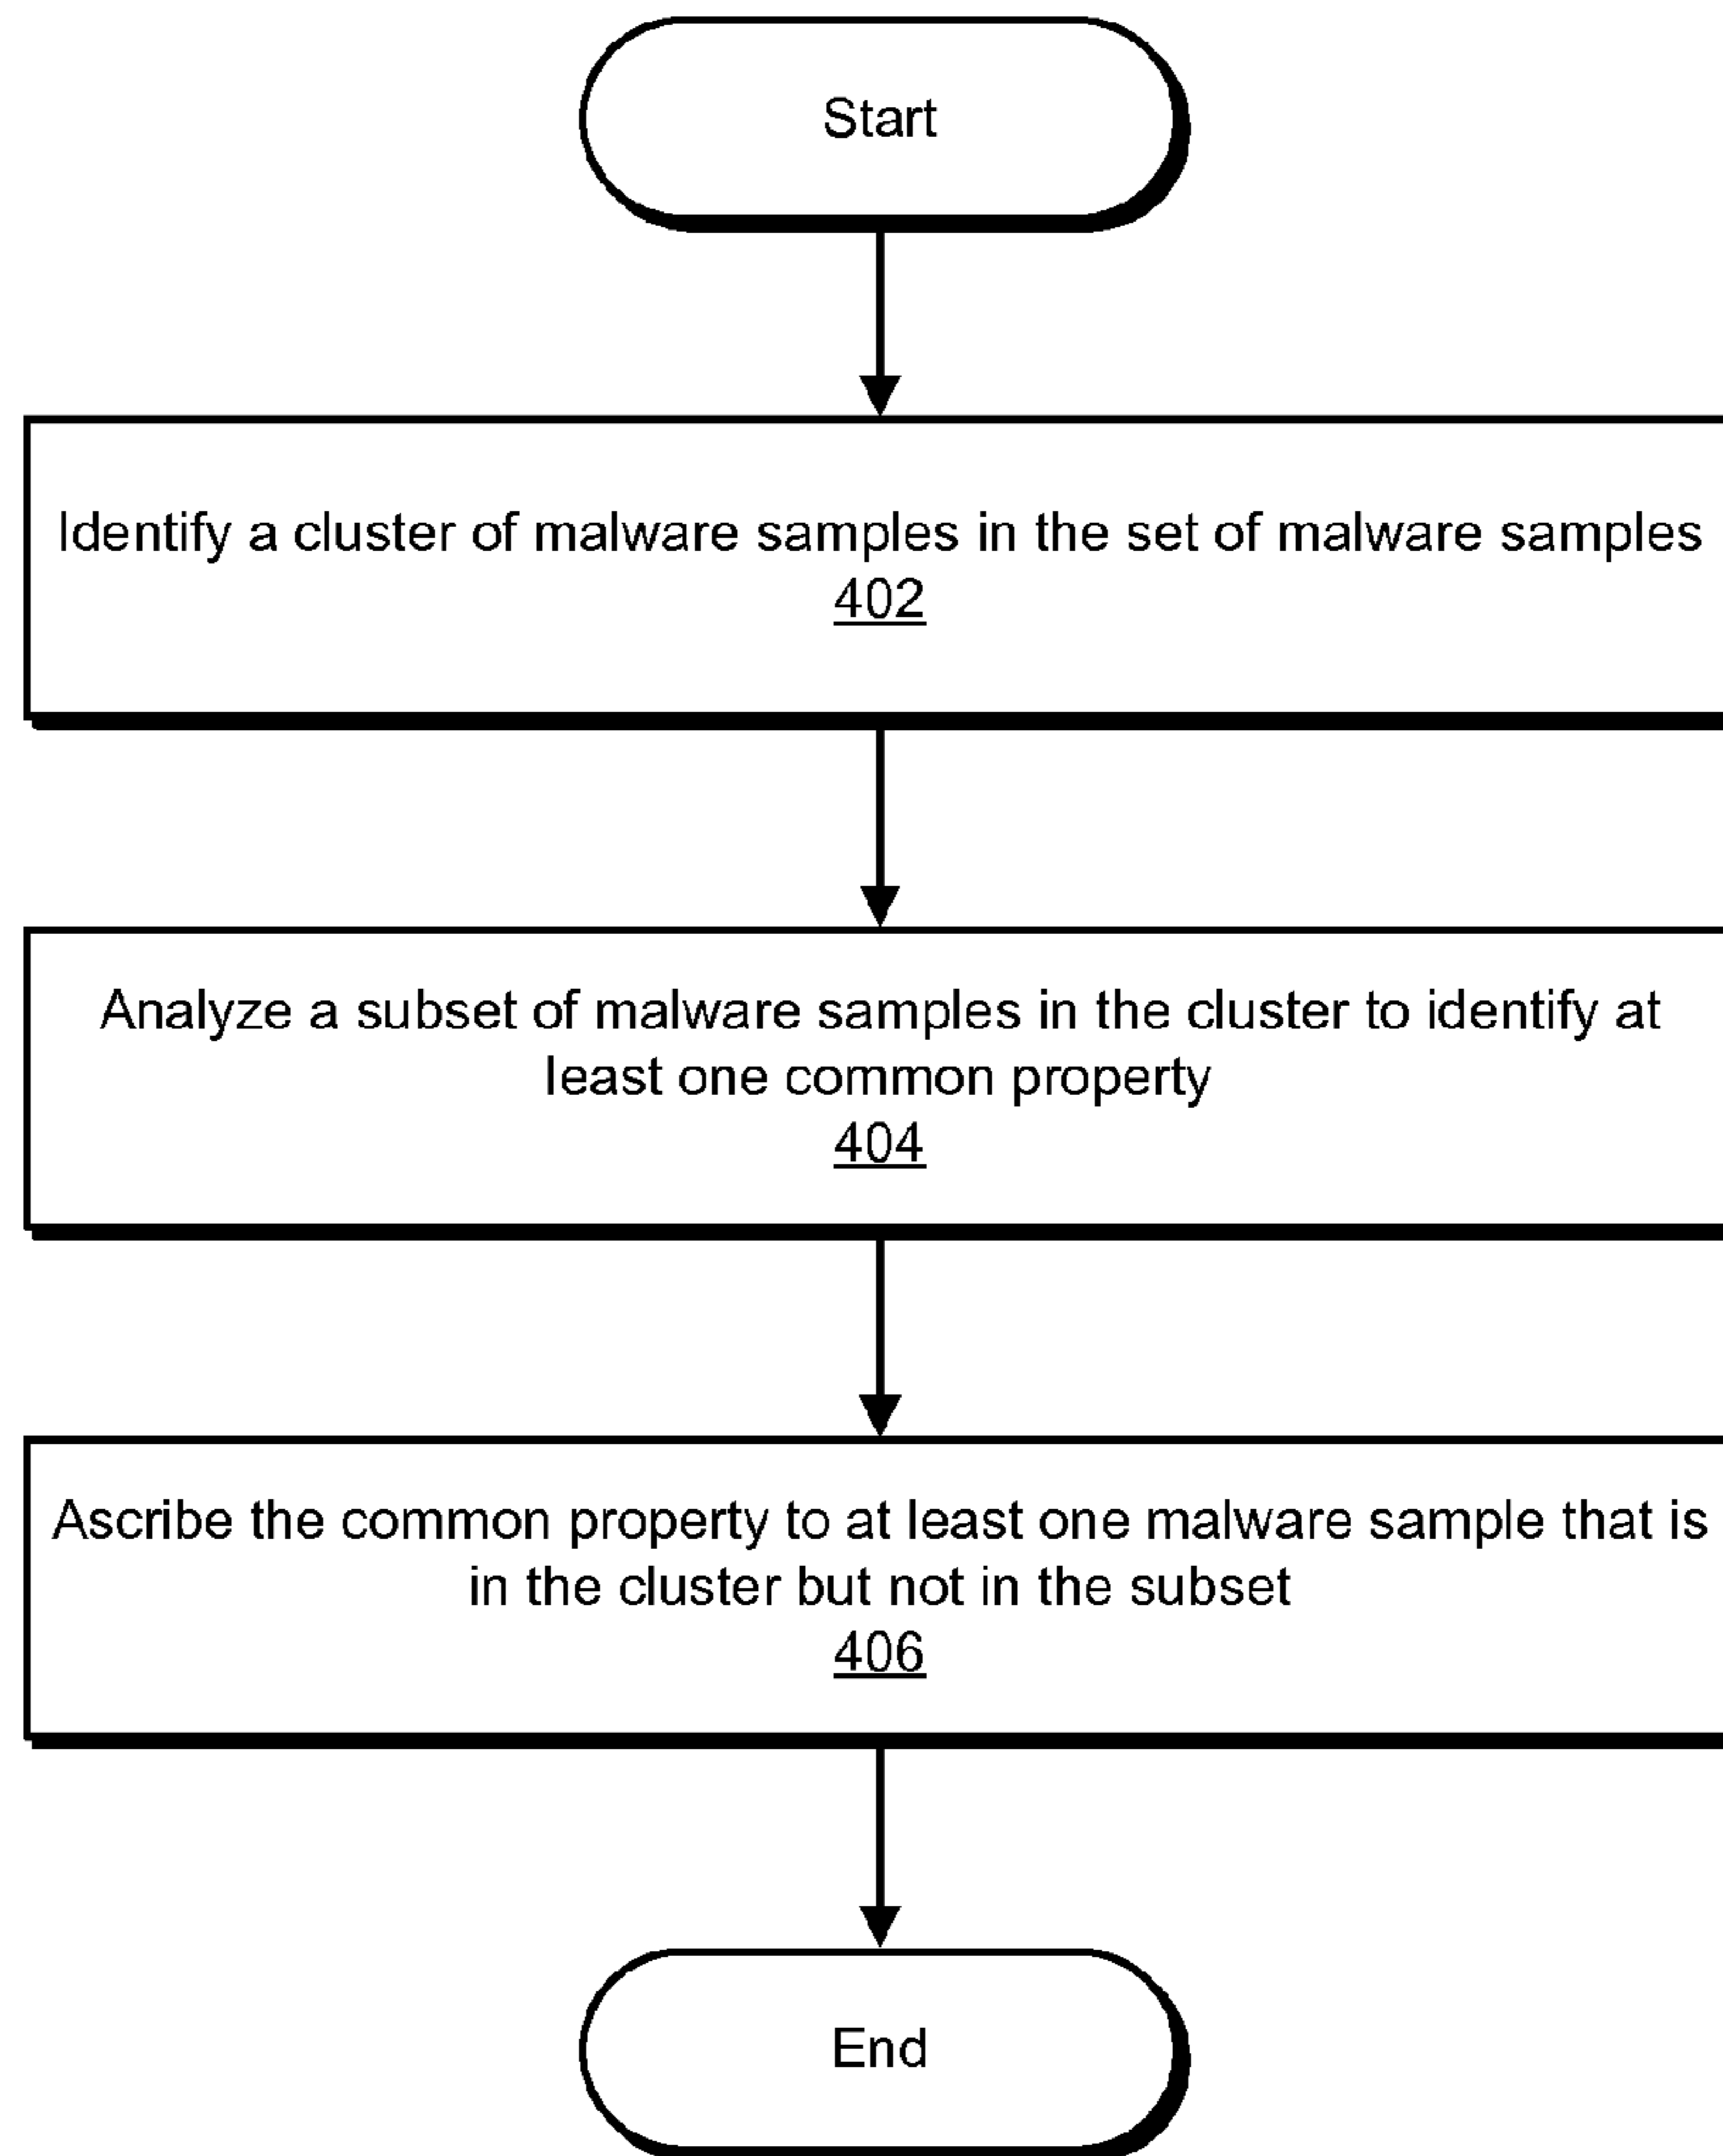 Start
Identify a cluster of malware samples in the set of malware samples
402
Analyze a subset of malware samples in the cluster to identify at
least one common property
404
Ascribe the common property to at least one malware sample that is
in the cluster but not in the subset
406
End